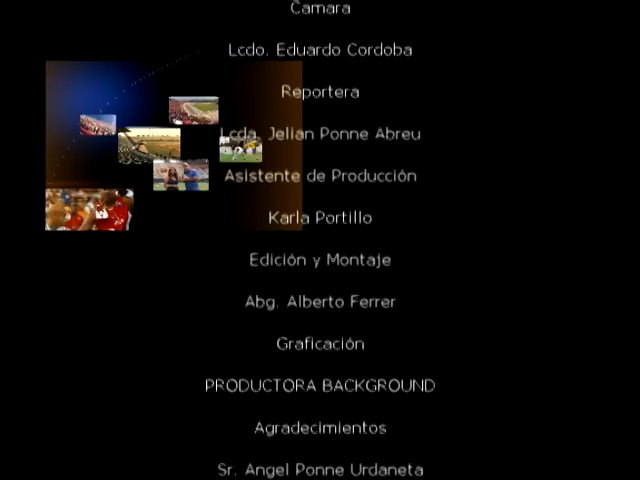 Camara
Lcdo. Eduardo Cordoba
Reportera
Lcda. Jelian Ponne Abreu
Asistente de Producción
Karla Portillo
Edición y Montaje
Abg. Alberto Ferrer
Graficación
PRODUCTORA BACKGROUND
Agradecimientos
Sr. Angel Ponne Urdaneta